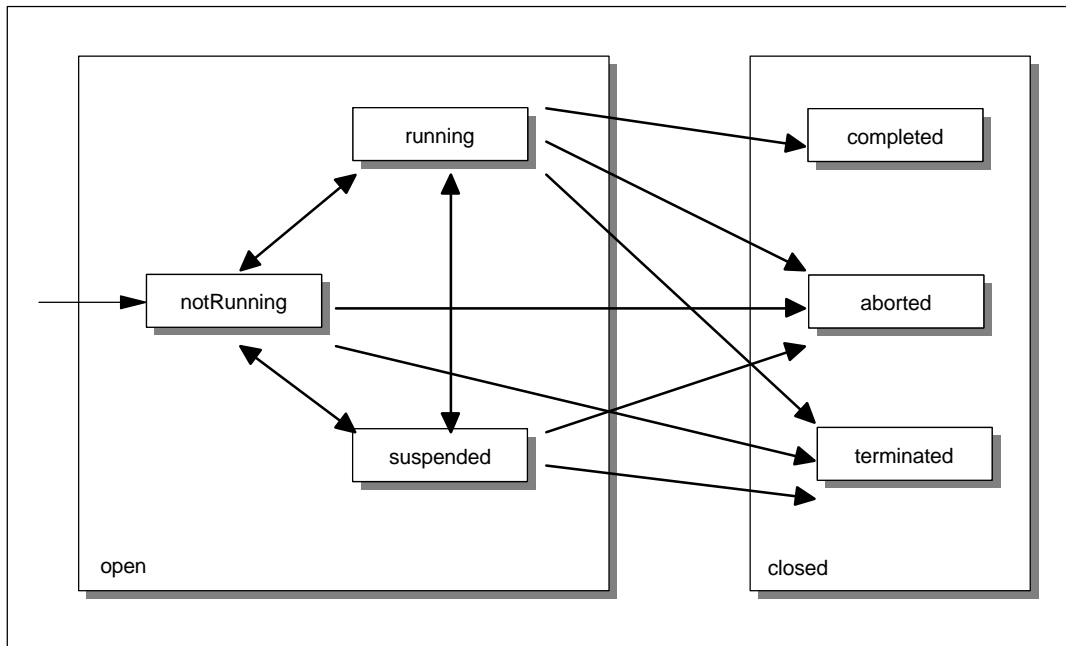 running
completed
notRunning
aborted
suspended
terminated
open
closed